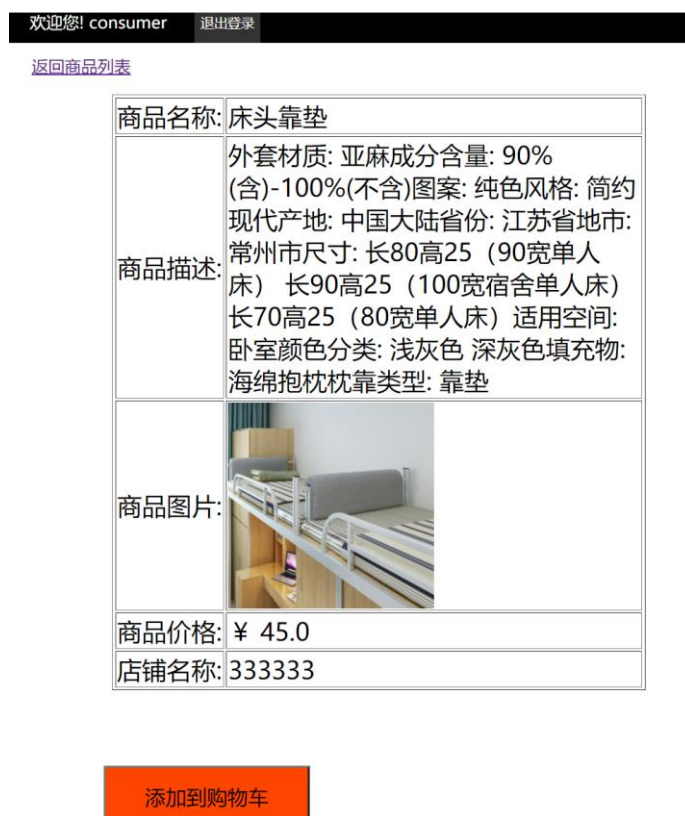 欢迎您! consumer 退出登录
返回商品列表
商品名称: 床头靠垫
商品描述:
外套材质: 亚麻成分含量: 90%
(含)-100%(不含)图案: 纯色风格: 简约
现代产地: 中国大陆省份: 江苏省地市:
常州市尺寸: 长80高25（90宽单人
床） 长90高25（100宽宿舍单人床）
长70高25（80宽单人床）适用空间:
卧室颜色分类: 浅灰色 深灰色填充物:
海绵抱枕枕靠类型: 靠垫
商品图片:
商品价格: ￥ 45.0
店铺名称: 333333
添加到购物车